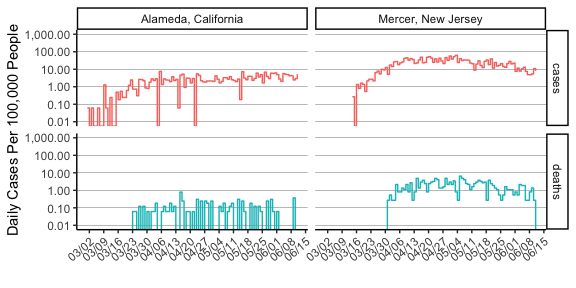 Alameda, California
Mercer, New Jersey
Daily Cases Per 100,000 People
1,000.00
100.00
10.00
1.00
0.10
0.01
cases
1,000.00
100.00
10.00
1.00
0.10
0.01
deaths
03/02 03/09 03/16 03/23 03/30 04/06 04/13 04/20 04/27 05/04 05/11 05/18 05/25 06/01 06/08 06/15
03/02 03/09 03/16 03/23 03/30 04/06 04/13 04/20 04/27 05/04 05/11 05/18 05/25 06/01 06/08 06/15